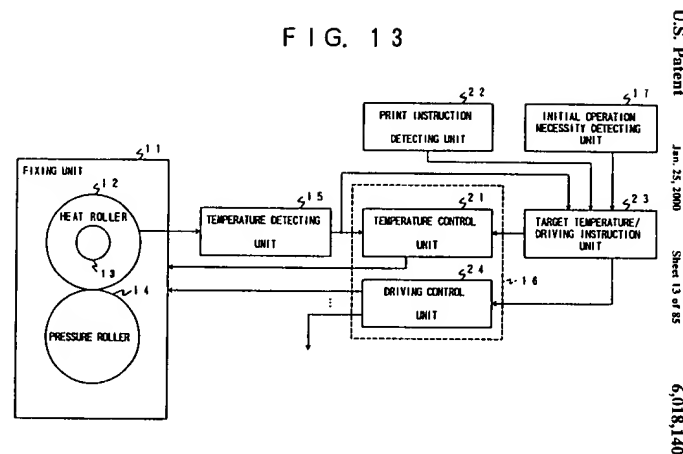 FIG. 13
U.S. Patent
Jan. 25, 2000
Sheet 13 of 85
6,018,140
22
PRINT INSTRUCTION
DETECTING UNIT
17
INITIAL OPERATION
NECESSITY DETECTING
UNIT
11
FIXING UNIT
12
HEAT ROLLER
13
14
PRESSURE ROLLER
15
TEMPERATURE DETECTING
UNIT
21
TEMPERATURE CONTROL
UNIT
23
TARGET TEMPERATURE/
DRIVING INSTRUCTION
UNIT
24
DRIVING CONTROL
UNIT
16